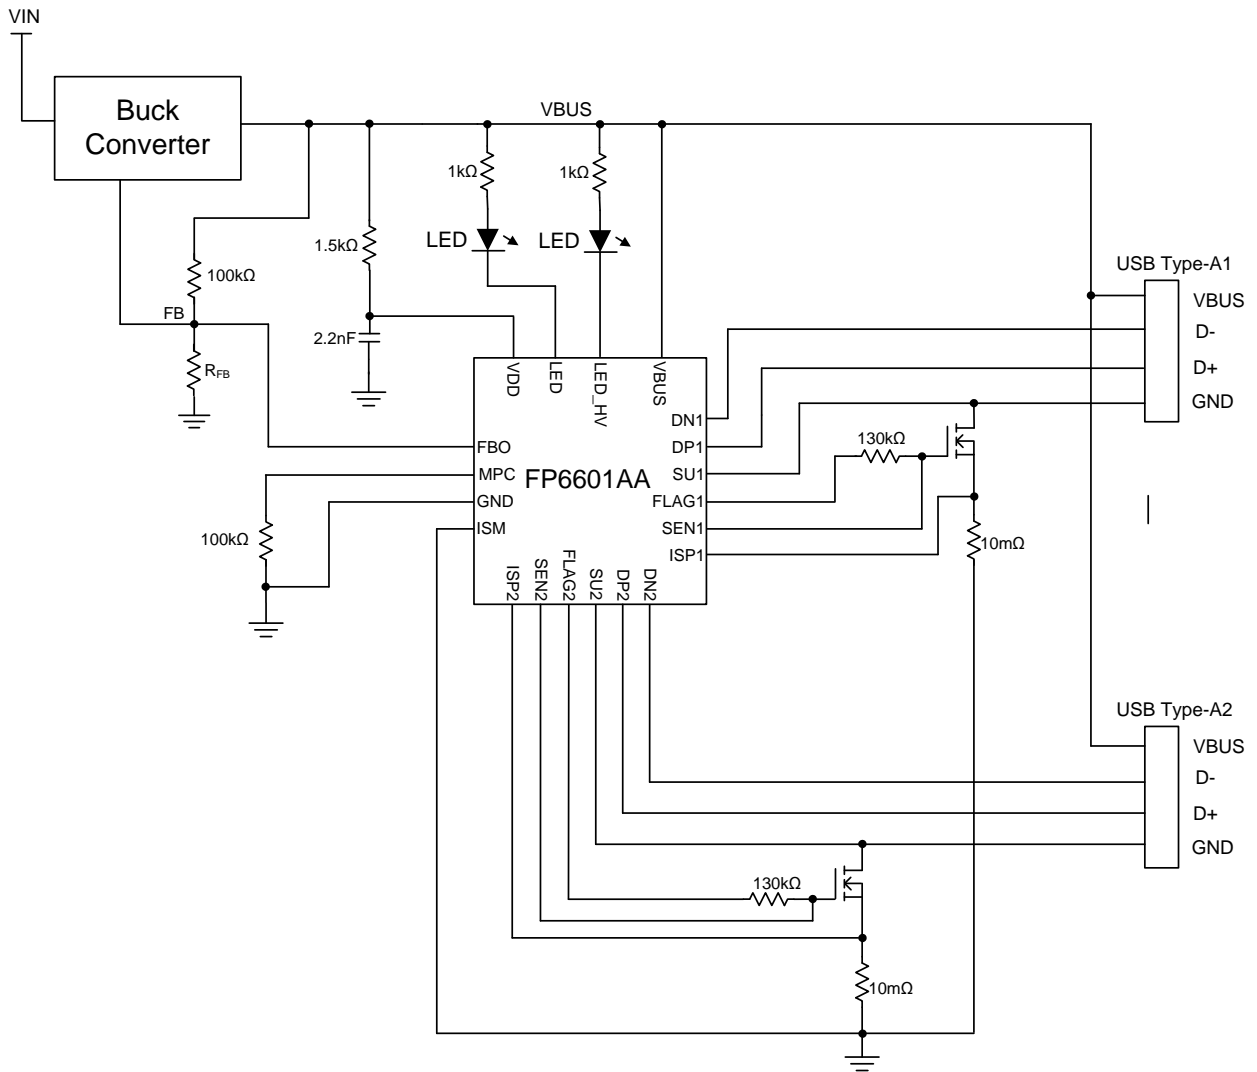 VIN
Buck
Converter
VBUS
1kΩ
1kΩ
1.5kΩ
LED
LED
100kΩ
FB
2.2nF
RFB
USB Type-A1
VBUS
D-
D+
GND
VDD
LED
LED_HV
VBUS
DN1
DP1
SU1
FLAG1
SEN1
ISP1
FBO
MPC
GND
ISM
FP6601AA
130kΩ
10mΩ
100kΩ
ISP2
SEN2
FLAG2
SU2
DP2
DN2
USB Type-A2
VBUS
D-
D+
GND
130kΩ
10mΩ